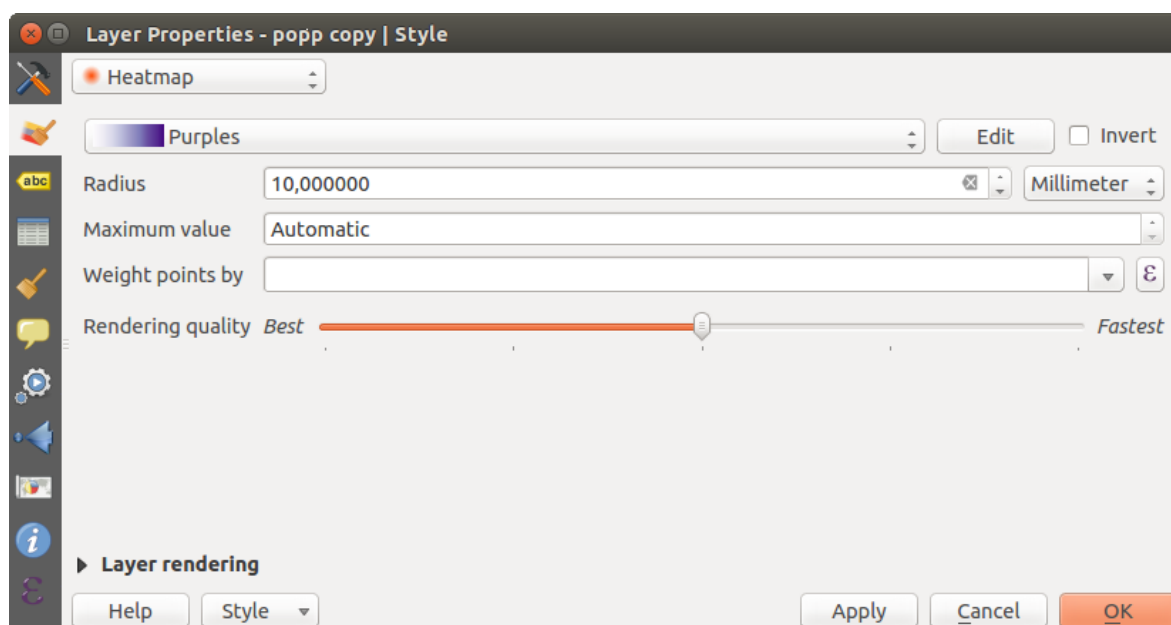 Layer Properties - popp copy | Style
Heatmap
Purples Edit Invert
abc Radius 10,000000 Millimeter
Maximum value Automatic
Weight points by ε
Rendering quality Best Fastest
i
Layer rendering
ε
Help Style Apply Cancel OK